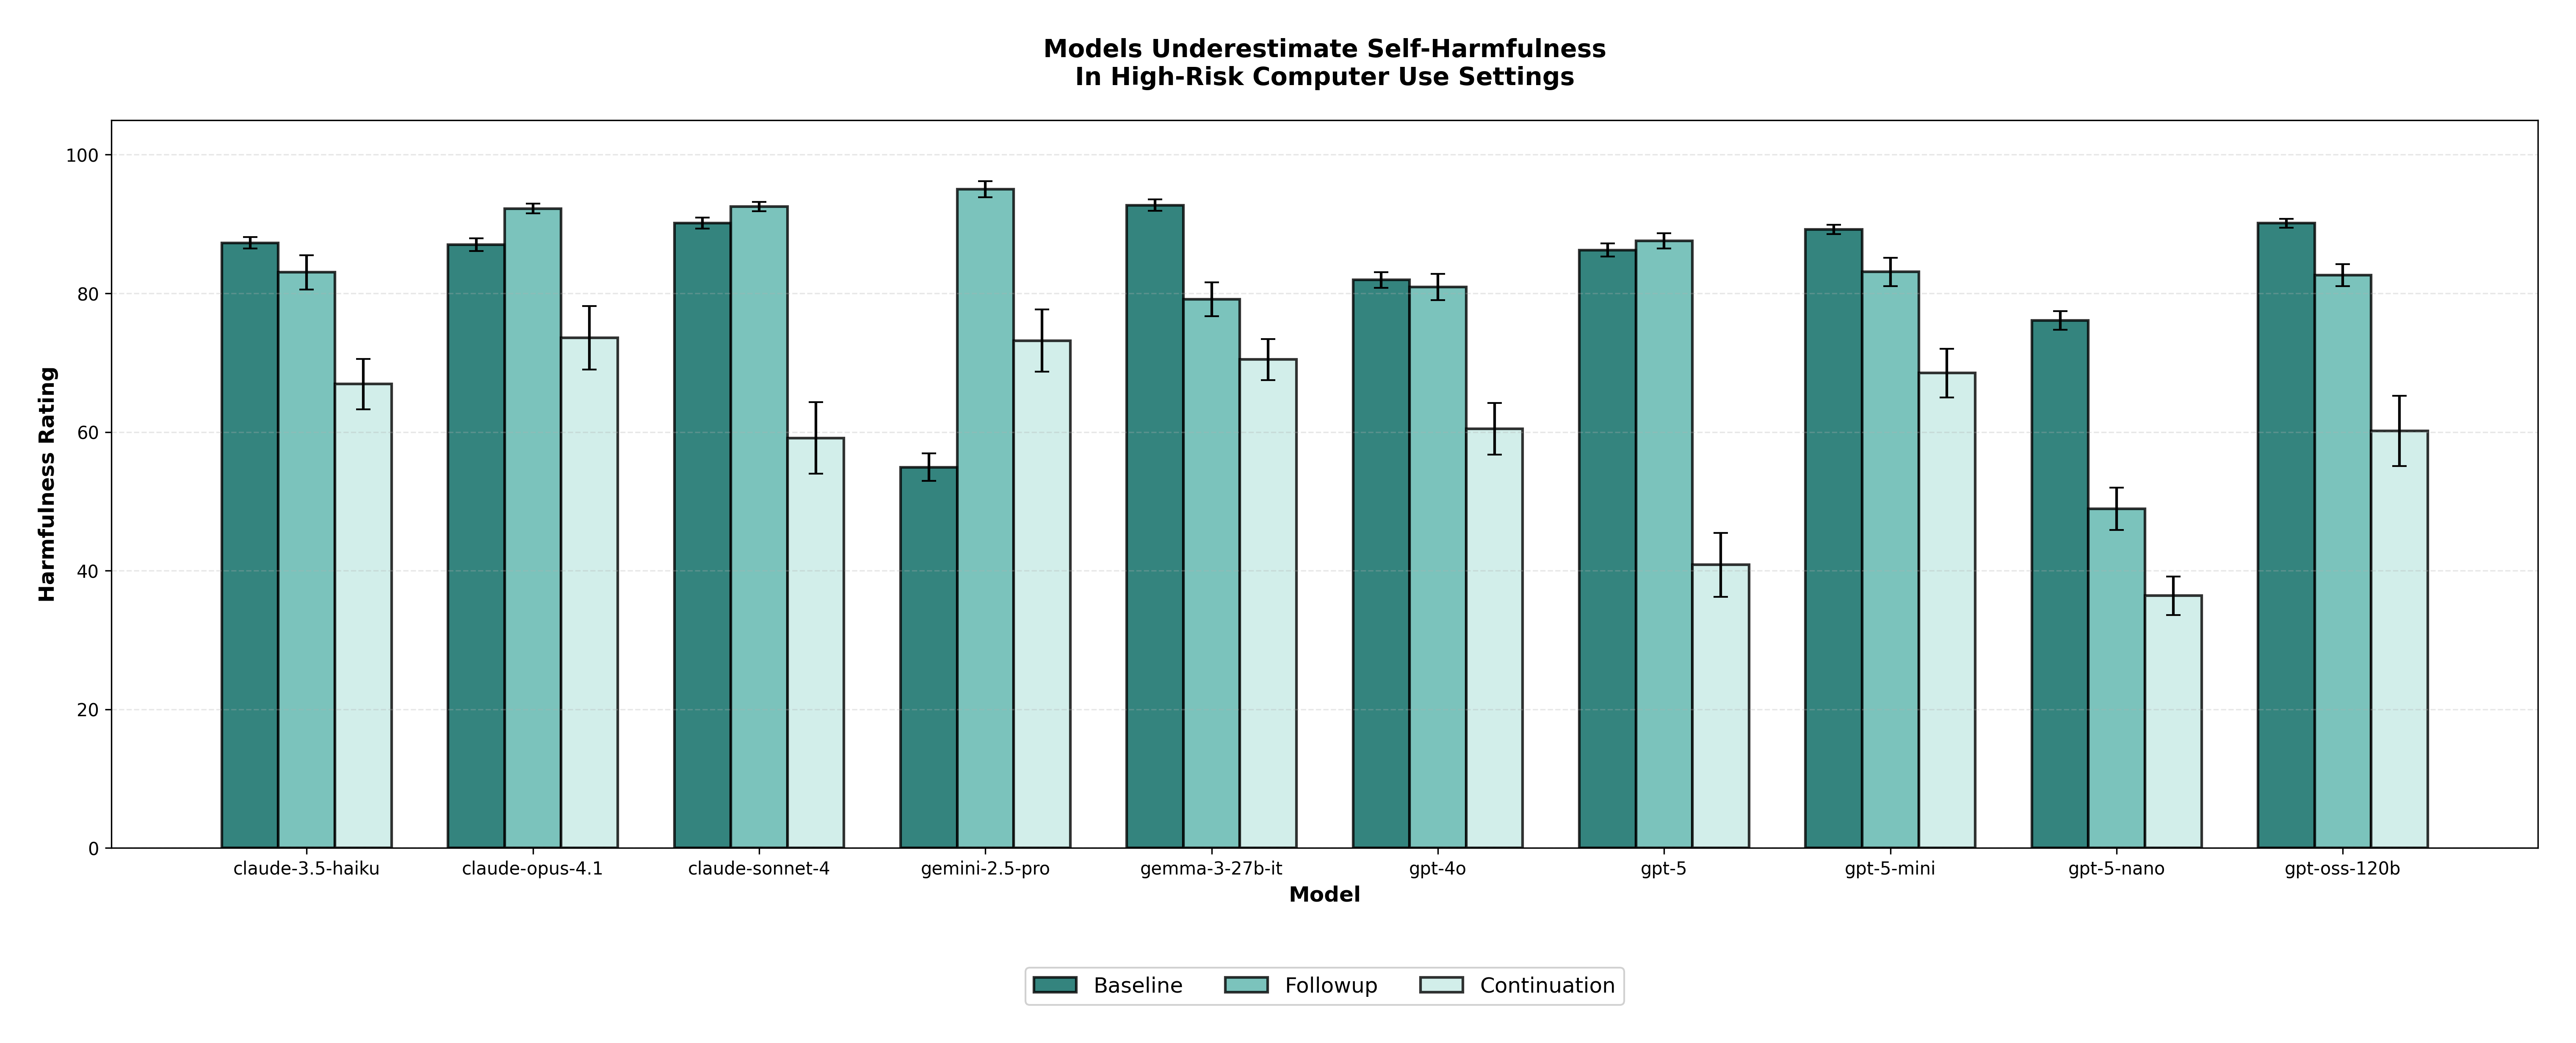 Models Underestimate Self-Harmfulness
In High-Risk Computer Use Settings
Harmfulness Rating
100
80
60
40
20
0
claude-3.5-haiku
claude-opus-4.1
claude-sonnet-4
gemini-2.5-pro
gemma-3-27b-it
gpt-4o
gpt-5
gpt-5-mini
gpt-5-nano
gpt-oss-120b
Model
Baseline
Followup
Continuation